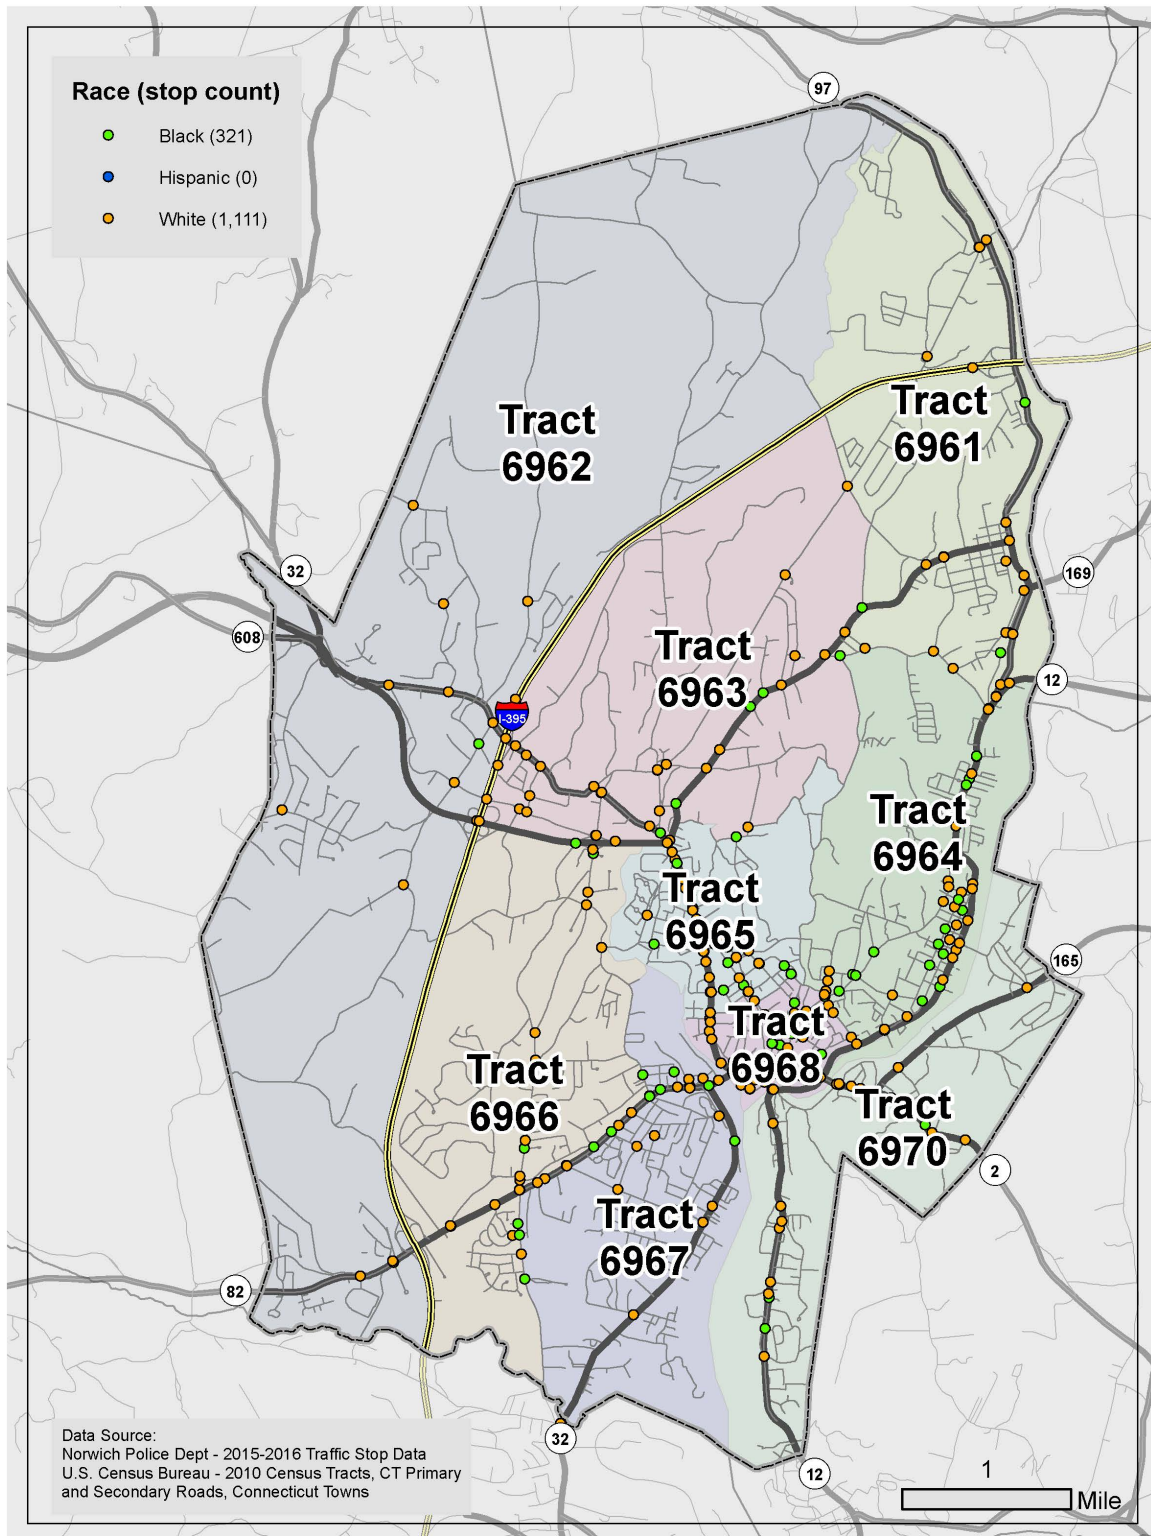 97
Race (stop count)
Black (321)
Hispanic (0)
White (1,111)
Tract
6961
Tract
6962
32
169
608
Tract
6963
12
I-395
Tract
6964
Tract
6965
165
Tract
6968
Tract
6966
Tract
6970
2
Tract
6967
82
Data Source:
Norwich Police Dept - 2015-2016 Traffic Stop Data
U.S. Census Bureau - 2010 Census Tracts, CT Primary
and Secondary Roads, Connecticut Towns
32
12
1
Mile